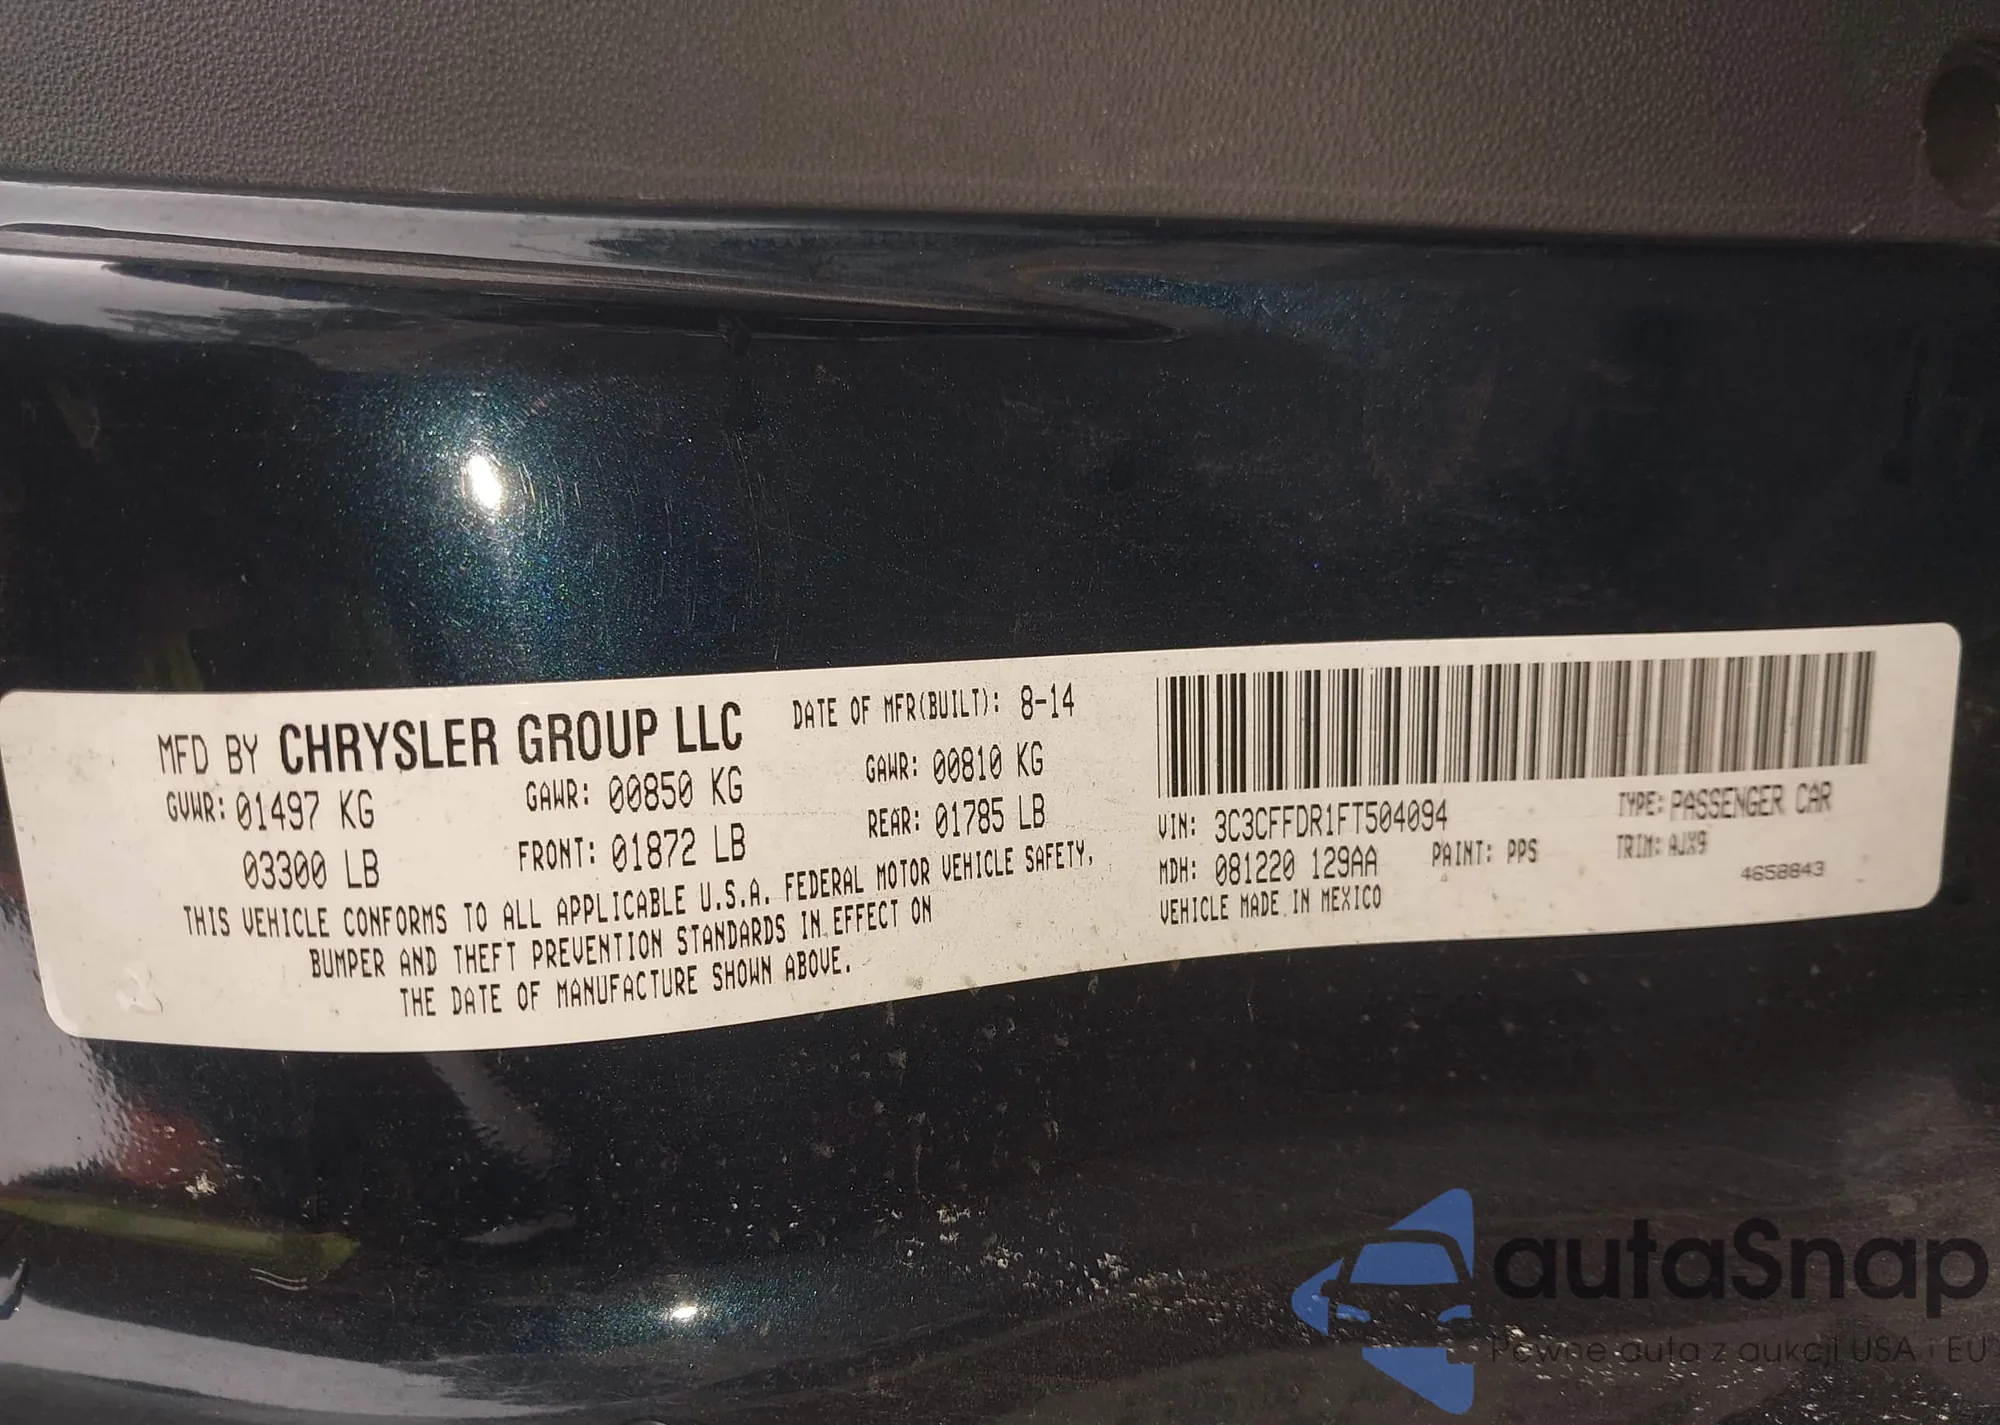 MFD BY CHRYSLER GROUP LLC
DATE OF MFR(BUILT): 8-14
GVWR: 01497 KG
03300 LB
GAWR: 00850 KG
FRONT: 01872 LB
GAWR: 00810 KG
REAR: 01785 LB
THIS VEHICLE CONFORMS TO ALL APPLICABLE U.S.A. FEDERAL MOTOR VEHICLE SAFETY,
BUMPER AND THEFT PREVENTION STANDARDS IN EFFECT ON
THE DATE OF MANUFACTURE SHOWN ABOVE.
VIN: 3C3CFFDR1FT504094
TYPE: PASSENGER CAR
MDH: 081220 129AA
PAINT: PPS
TRIM: AJX9
VEHICLE MADE IN MEXICO
4658843
autaSnap
Pewne auta z aukcji USA i EU